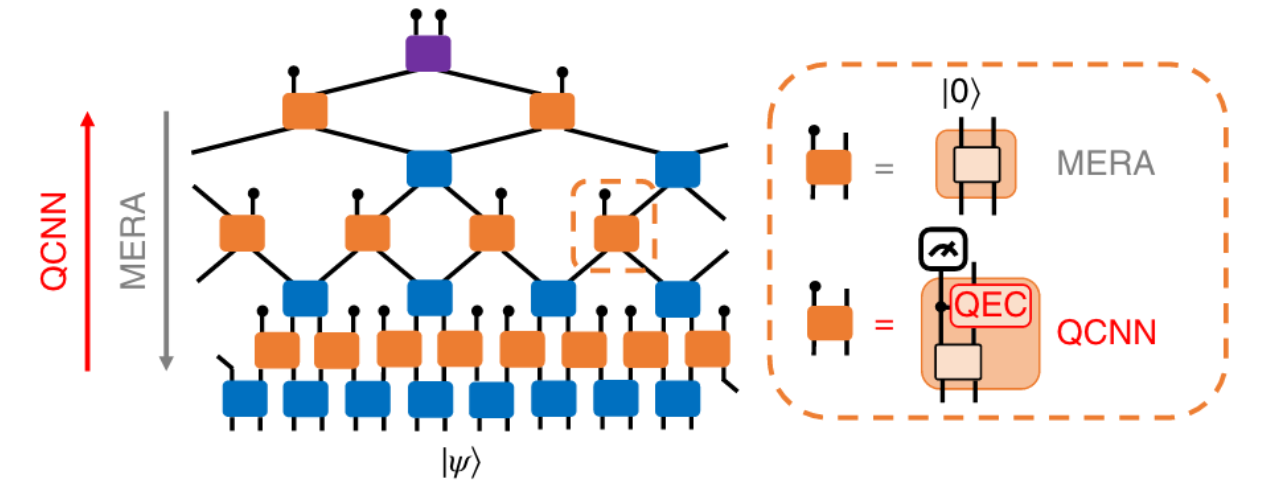 QCNN
MERA
|ψ⟩
|0⟩
= MERA
QEC
= QCNN